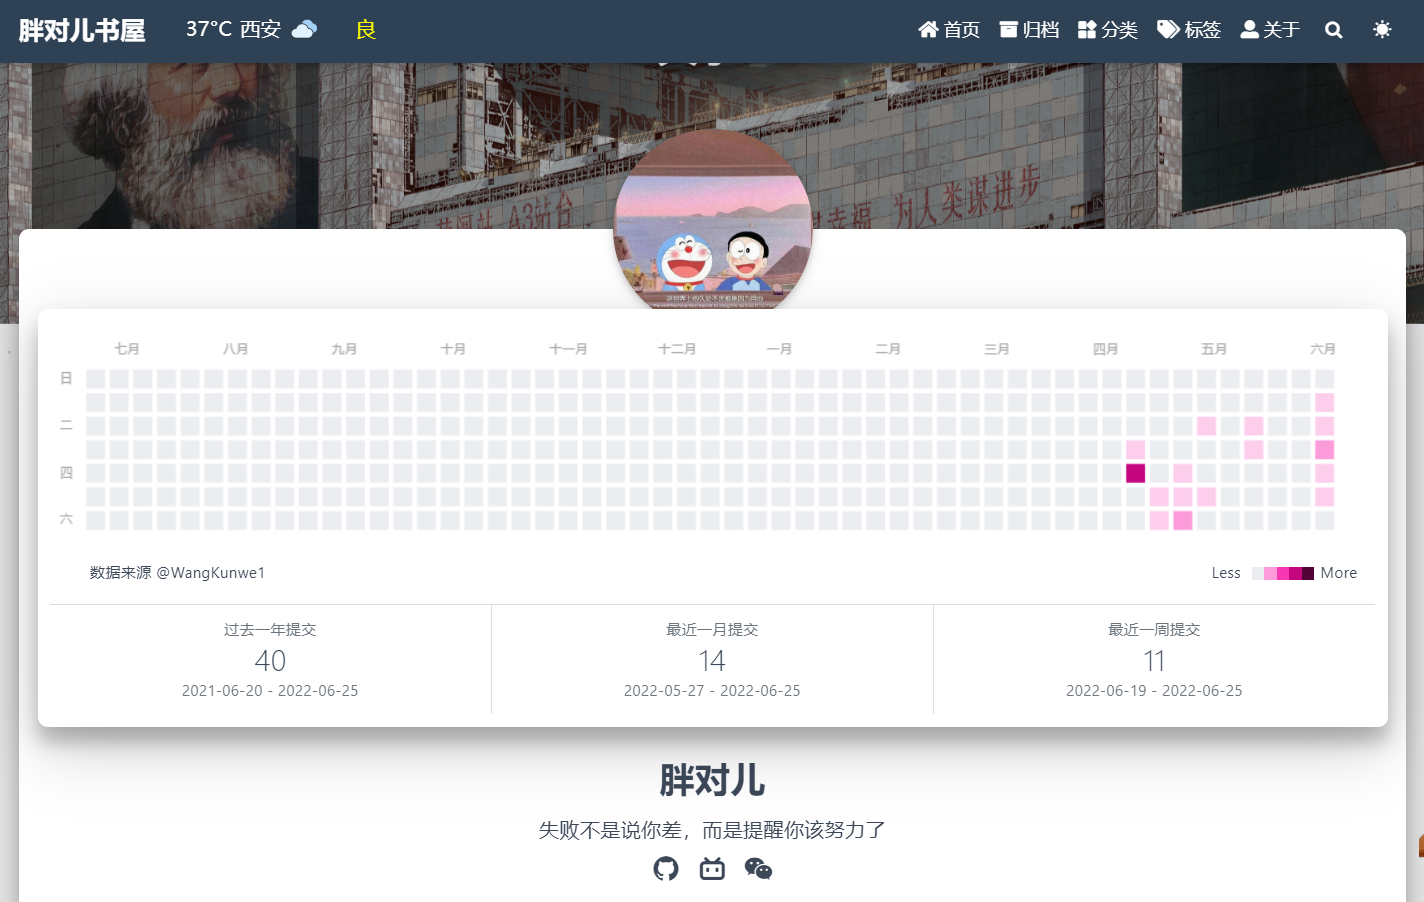 胖对儿书屋 37°C 西安 良 首页 归档 分类 标签 关于
A3站台
幸福 为人类谋进步
七月 八月 九月 十月 十一月 十二月 一月 二月 三月 四月 五月 六月
日
二
四
六
数据来源 @WangKunwe1 Less More
过去一年提交 最近一月提交 最近一周提交
40 14 11
2021-06-20 - 2022-06-25 2022-05-27 - 2022-06-25 2022-06-19 - 2022-06-25
胖对儿
失败不是说你差，而是提醒你该努力了